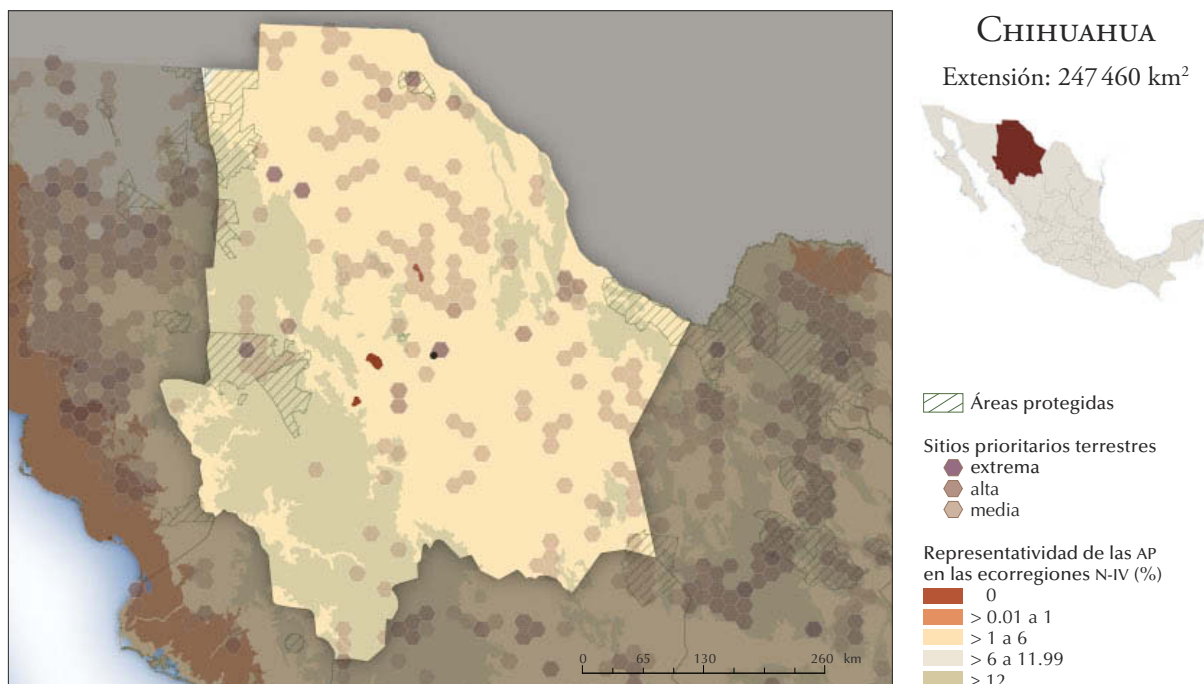 CHIHUAHUA
Extensión: 247 460 km²
Áreas protegidas
Sitios prioritarios terrestres
extrema
alta
media
Representatividad de las AP
en las ecorregiones N-IV (%)
0
> 0.01 a 1
> 1 a 6
> 6 a 11.99
> 12
0 65 130 260 km